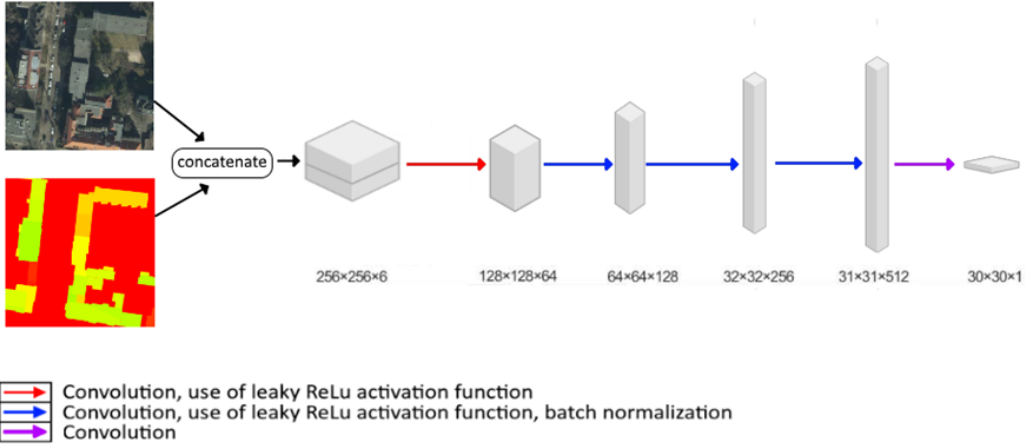 concatenate
256×256×6
128×128×64
64×64×128
32×32×256
31×31×512
30×30×1
Convolution, use of leaky ReLu activation function
Convolution, use of leaky ReLu activation function, batch normalization
Convolution